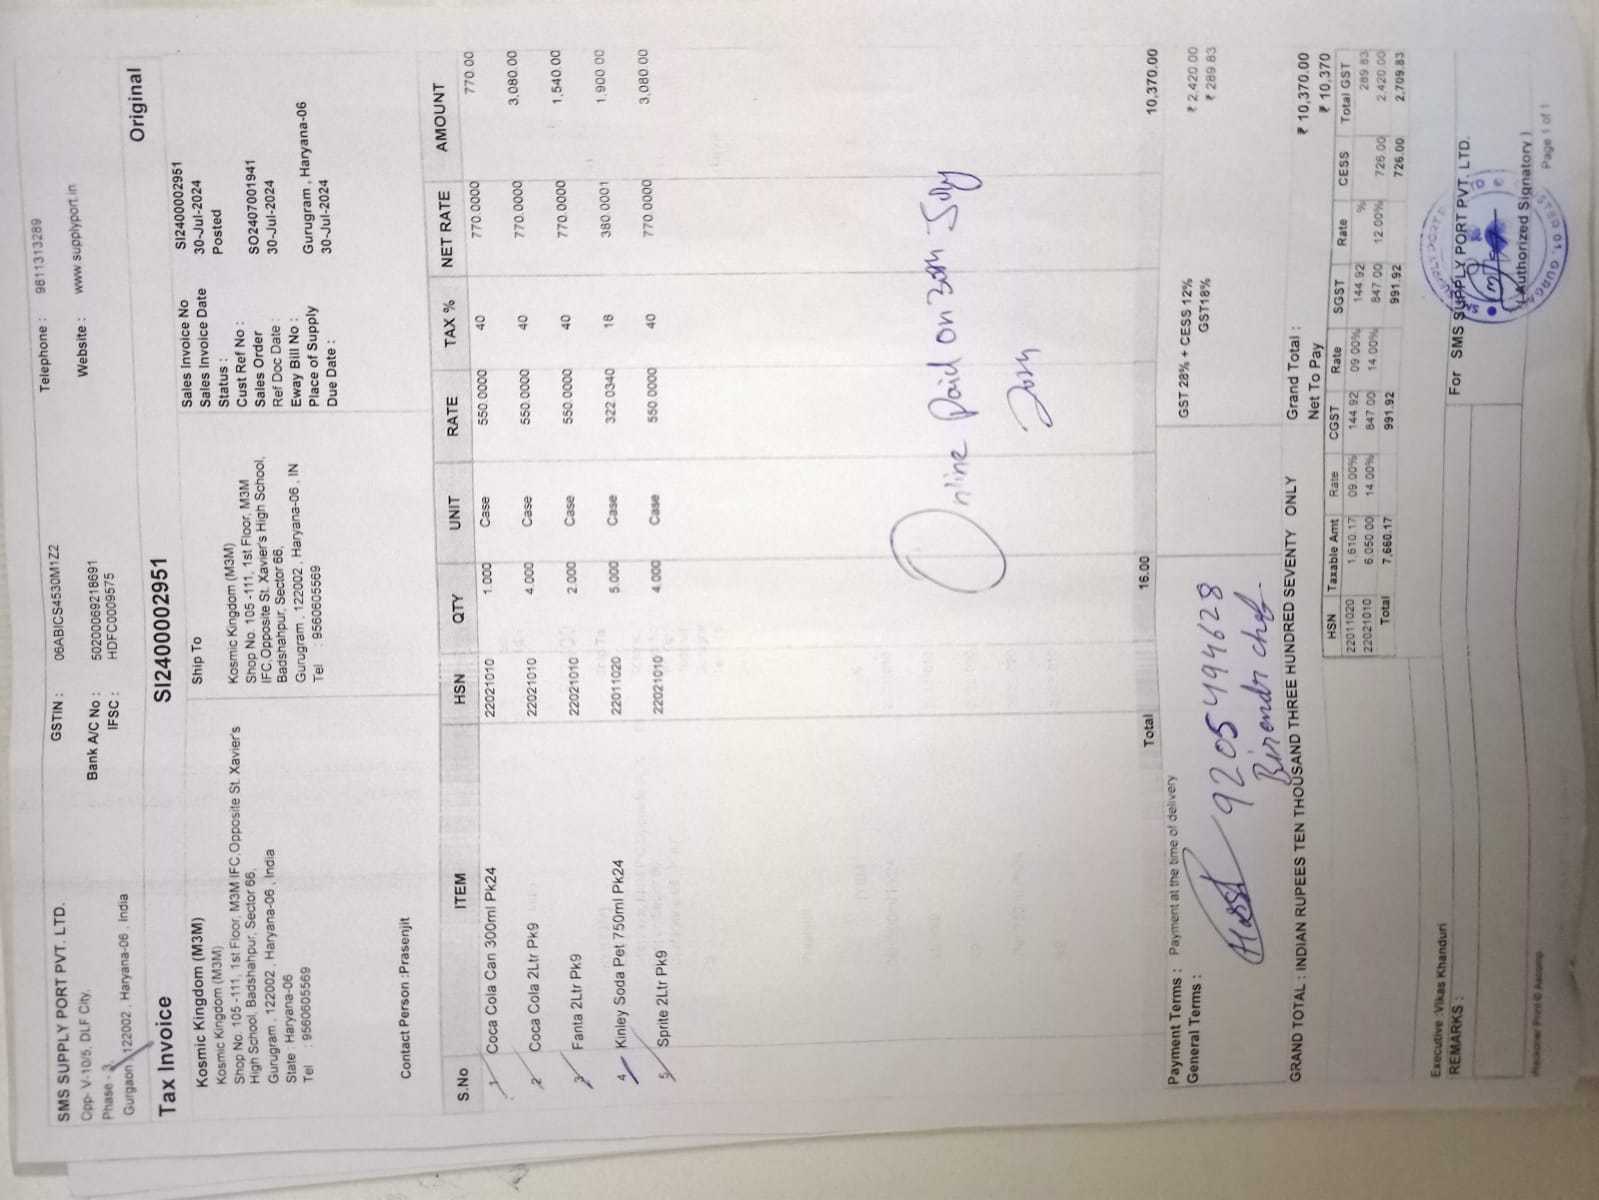 SMS SUPPLY PORT PVT. LTD.
Opp- V-10/5, DLF City,
Phase - 3
Gurgaon, 122002 , Haryana-06 , India
GSTIN : 06ABICS4530M1Z2
Bank A/C No : 50200069218691
IFSC : HDFC0009575
Telephone : 9811313289
Website : www.supplyport.in
Tax Invoice SI2400002951 Original
Kosmic Kingdom (M3M)
Kosmic Kingdom (M3M)
Shop No. 105 -111, 1st Floor, M3M IFC,Opposite St. Xavier's
High School, Badshahpur, Sector 66,
Gurugram , 122002 , Haryana-06 , India
State : Haryana-06
Tel : 9560605569
Contact Person :Prasenjit
Ship To
Kosmic Kingdom (M3M)
Shop No. 105 -111, 1st Floor, M3M
IFC,Opposite St. Xavier's High School,
Badshahpur, Sector 66,
Gurugram , 122002 , Haryana-06 , IN
Tel : 9560605569
Sales Invoice No SI2400002951
Sales Invoice Date 30-Jul-2024
Status : Posted
Cust Ref No :
Sales Order SO2407001941
Ref Doc Date : 30-Jul-2024
Eway Bill No :
Place of Supply Gurugram , Haryana-06
Due Date : 30-Jul-2024
S.No ITEM HSN QTY UNIT RATE TAX % NET RATE AMOUNT
1 Coca Cola Can 300ml Pk24 22021010 1.000 Case 550.0000 40 770.0000 770.00
2 Coca Cola 2Ltr Pk9 22021010 4.000 Case 550.0000 40 770.0000 3,080.00
3 Fanta 2Ltr Pk9 22021010 2.000 Case 550.0000 40 770.0000 1,540.00
4 Kinley Soda Pet 750ml Pk24 22011020 5.000 Case 322.0340 18 380.0001 1,900.00
5 Sprite 2Ltr Pk9 22021010 4.000 Case 550.0000 40 770.0000 3,080.00
Online Paid on 30th July
Total 16.00 10,370.00
Payment Terms : Payment at the time of delivery
General Terms :
9205494628
Birendr chef
GST 28% + CESS 12% ₹ 2,420.00
GST18% ₹ 289.83
GRAND TOTAL : INDIAN RUPEES TEN THOUSAND THREE HUNDRED SEVENTY ONLY
Grand Total : ₹ 10,370.00
Net To Pay ₹ 10,370
HSN Taxable Amt Rate CGST Rate SGST Rate CESS Total GST
22011020 1,610.17 09.00% 144.92 09.00% 144.92 % 289.83
22021010 6,050.00 14.00% 847.00 14.00% 847.00 12.00% 726.00 2,420.00
Total 7,660.17 991.92 991.92 726.00 2,709.83
Executive :Vikas Khanduri
REMARKS :
For SMS SUPPLY PORT PVT. LTD.
( Authorized Signatory )
Page 1 of 1